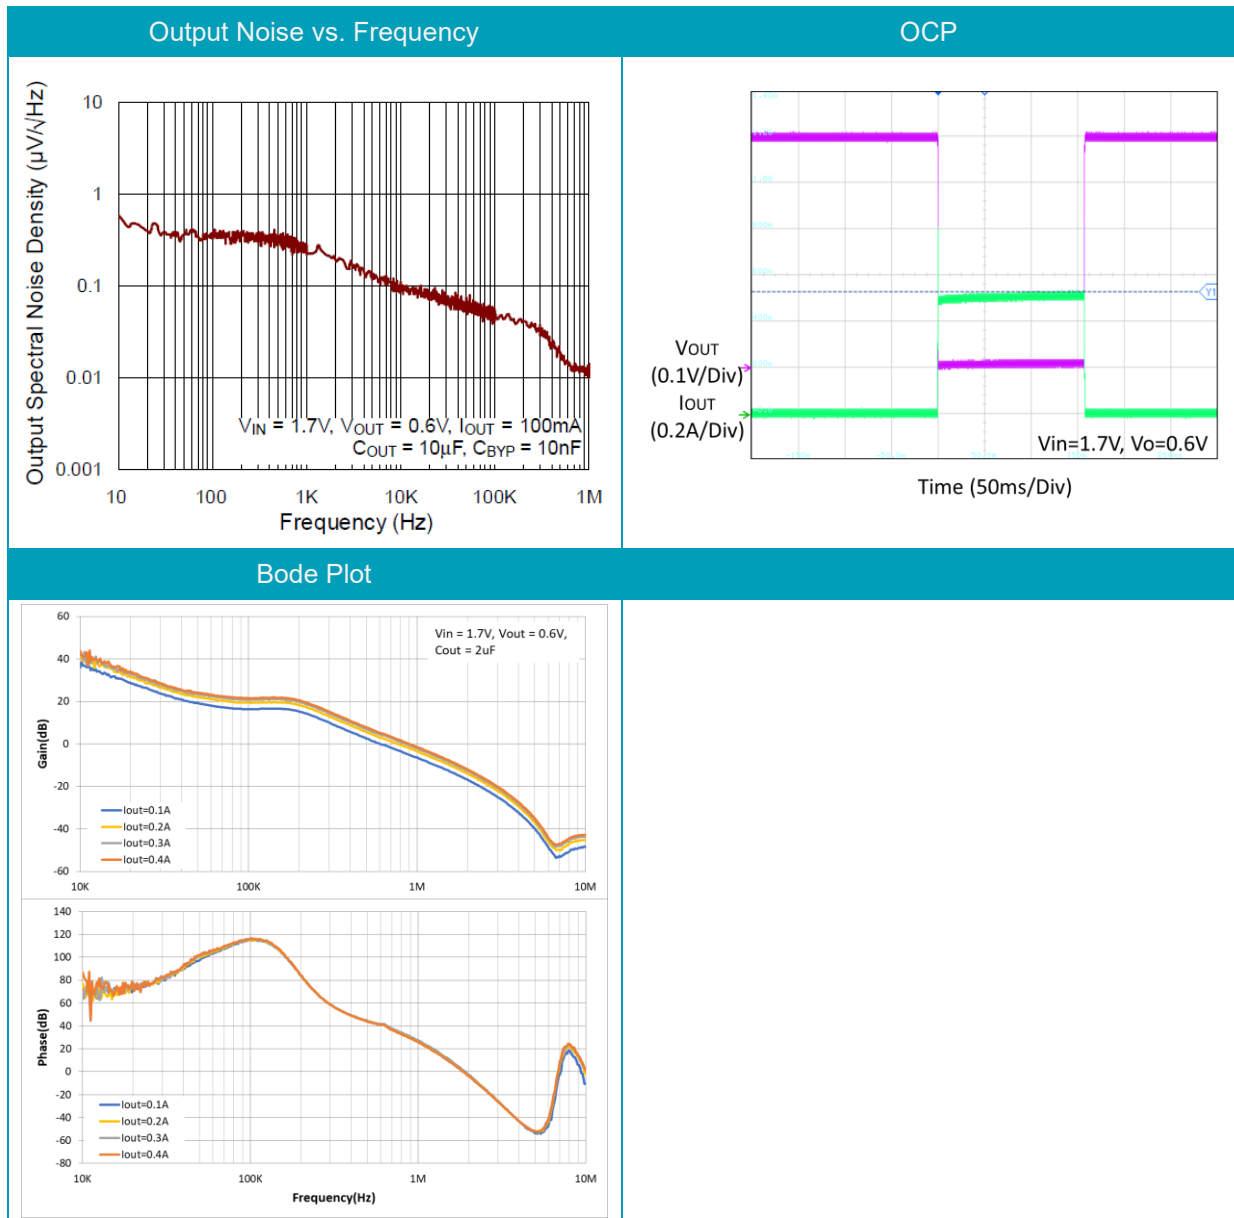 Output Noise vs. Frequency
OCP
Output Spectral Noise Density (µV/√Hz)
10
1
0.1
0.01
0.001
VIN = 1.7V, VOUT = 0.6V, IOUT = 100mA
COUT = 10µF, CBYP = 10nF
10 100 1K 10K 100K 1M
Frequency (Hz)
VOUT
(0.1V/Div)
IOUT
(0.2A/Div)
Y1
Vin=1.7V, Vo=0.6V
Time (50ms/Div)
Bode Plot
Gain(dB)
60
40
20
0
-20
-40
-60
Vin = 1.7V, Vout = 0.6V,
Cout = 2uF
Iout=0.1A
Iout=0.2A
Iout=0.3A
Iout=0.4A
10K 100K 1M 10M
Phase(dB)
140
120
100
80
60
40
20
0
-20
-40
-60
-80
Iout=0.1A
Iout=0.2A
Iout=0.3A
Iout=0.4A
10K 100K 1M 10M
Frequency(Hz)